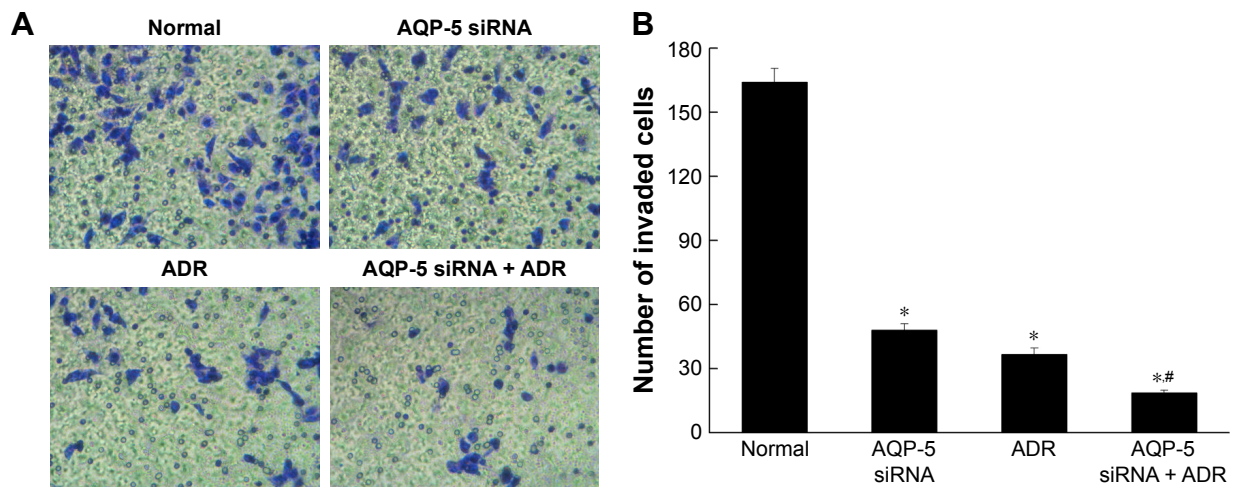 A
Normal
AQP-5 siRNA
ADR
AQP-5 siRNA + ADR
B
Number of invaded cells
180
150
120
90
60
30
0
*
*
*,#
Normal
AQP-5
siRNA
ADR
AQP-5
siRNA + ADR